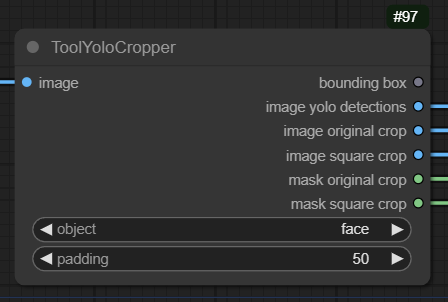 #97
ToolYoloCropper
image
bounding box
image yolo detections
image original crop
image square crop
mask original crop
mask square crop
object face
padding 50